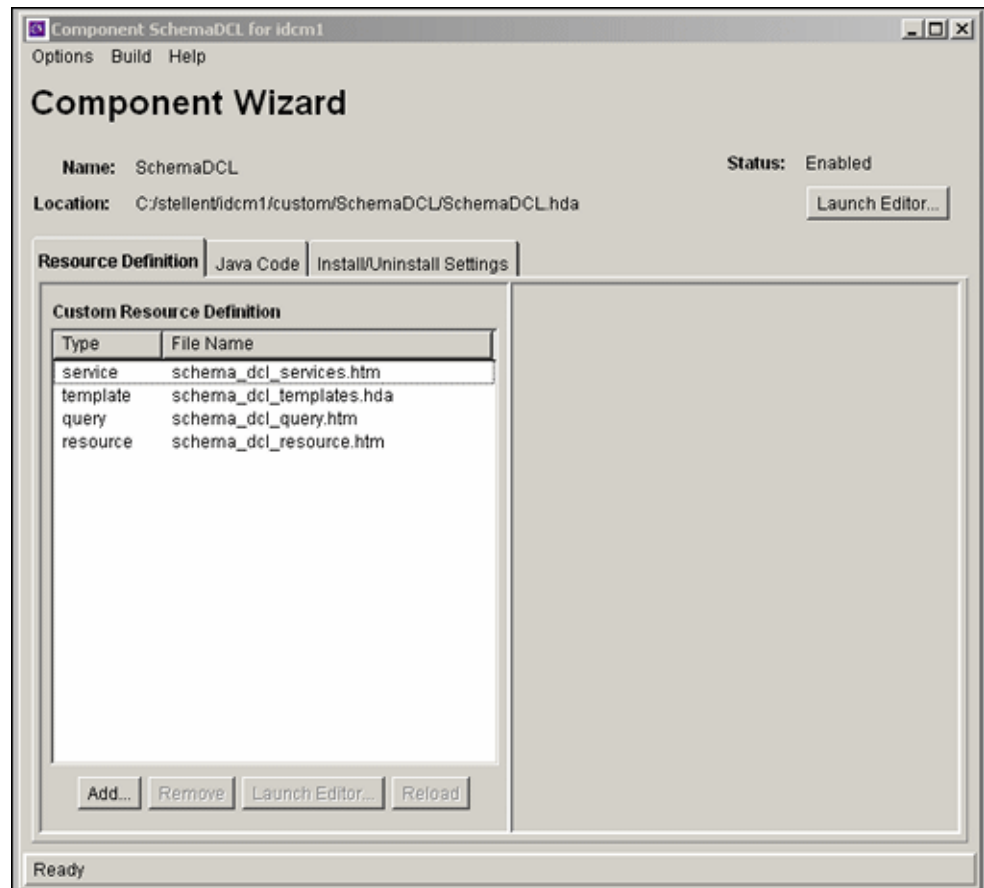 Component SchemaDCL for idcm1
Options Build Help
Component Wizard
Name: SchemaDCL
Status: Enabled
Location: C:/stellent/idcm1/custom/SchemaDCL/SchemaDCL.hda
Launch Editor...
Resource Definition Java Code Install/Uninstall Settings
Custom Resource Definition
Type File Name
service schema_dcl_services.htm
template schema_dcl_templates.hda
query schema_dcl_query.htm
resource schema_dcl_resource.htm
Add... Remove Launch Editor... Reload
Ready